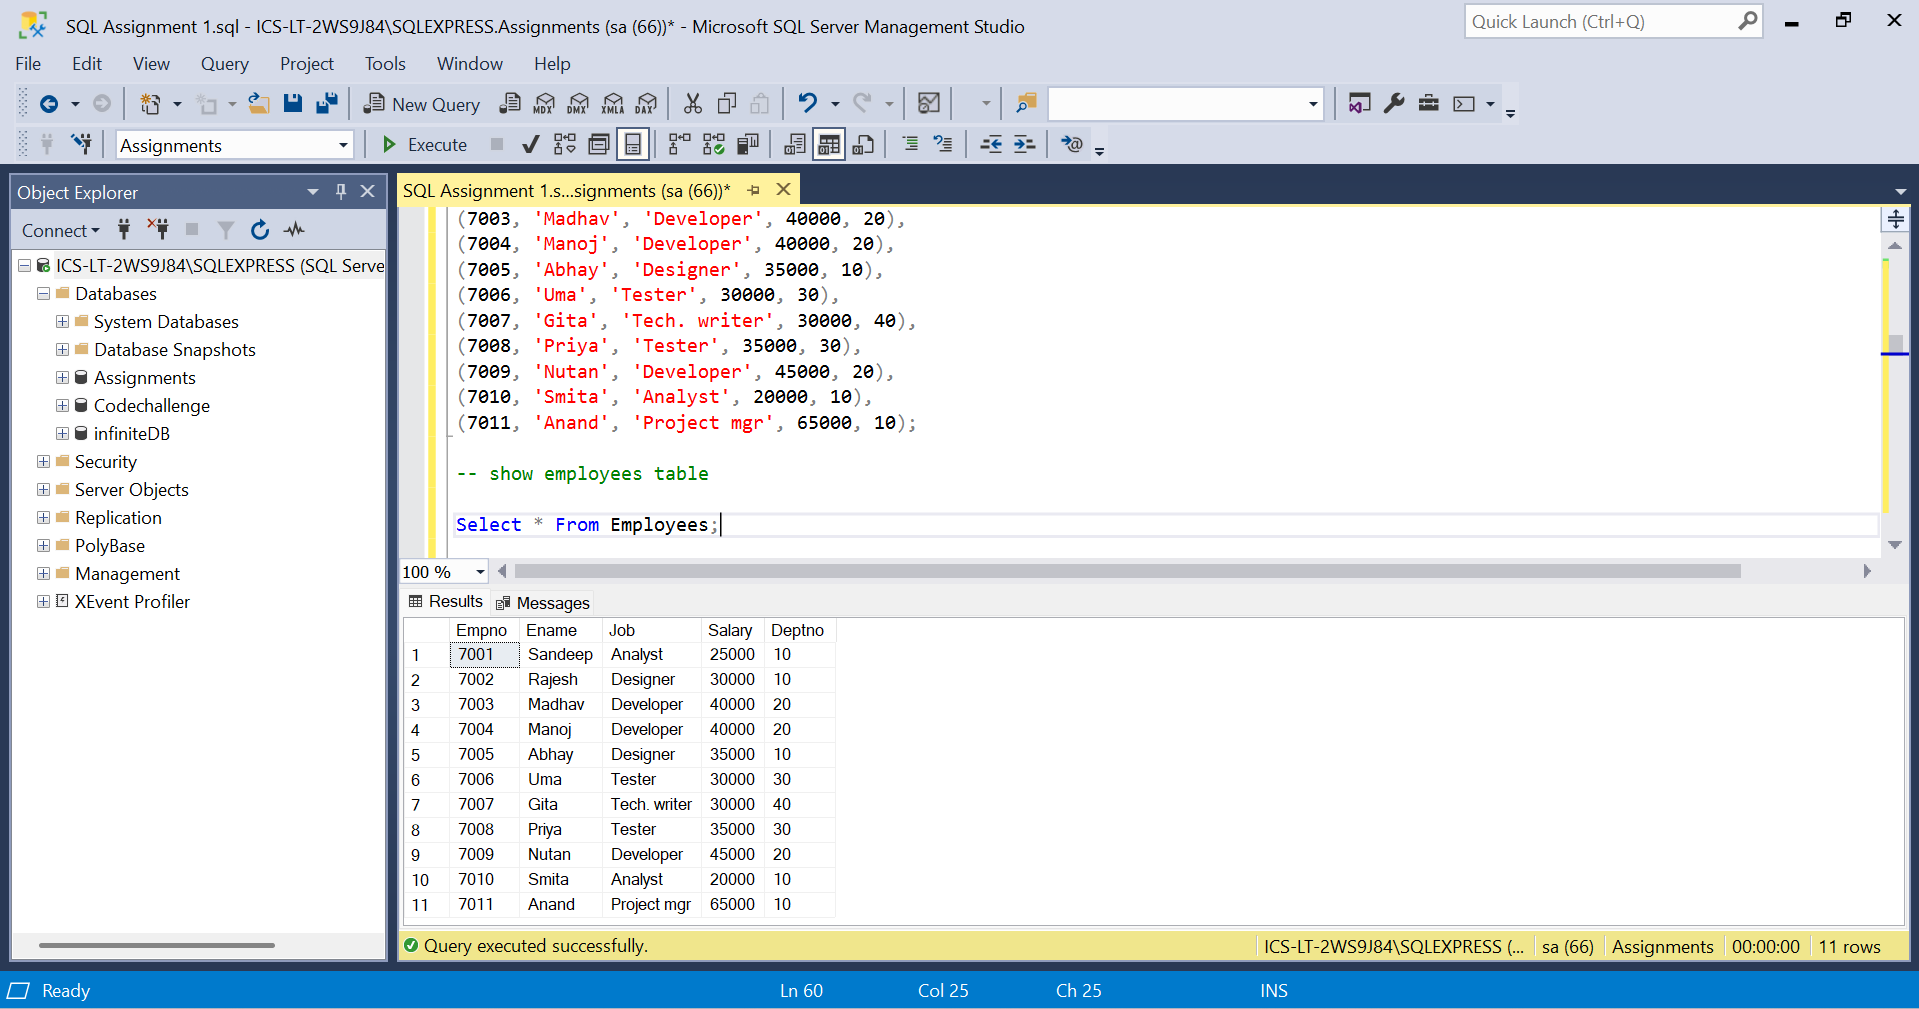 SQL Assignment 1.sql - ICS-LT-2WS9J84\SQLEXPRESS.Assignments (sa (66))* - Microsoft SQL Server Management Studio
Quick Launch (Ctrl+Q)
File Edit View Query Project Tools Window Help
New Query MDX DMX XMLA DAX
Assignments Execute
Object Explorer
Connect
ICS-LT-2WS9J84\SQLEXPRESS (SQL Serve
Databases
System Databases
Database Snapshots
Assignments
Codechallenge
infiniteDB
Security
Server Objects
Replication
PolyBase
Management
XEvent Profiler
SQL Assignment 1.s...signments (sa (66))*
(7003, 'Madhav', 'Developer', 40000, 20),
(7004, 'Manoj', 'Developer', 40000, 20),
(7005, 'Abhay', 'Designer', 35000, 10),
(7006, 'Uma', 'Tester', 30000, 30),
(7007, 'Gita', 'Tech. writer', 30000, 40),
(7008, 'Priya', 'Tester', 35000, 30),
(7009, 'Nutan', 'Developer', 45000, 20),
(7010, 'Smita', 'Analyst', 20000, 10),
(7011, 'Anand', 'Project mgr', 65000, 10);
-- show employees table
Select * From Employees;
100 %
Results Messages
Empno Ename Job Salary Deptno
1 7001 Sandeep Analyst 25000 10
2 7002 Rajesh Designer 30000 10
3 7003 Madhav Developer 40000 20
4 7004 Manoj Developer 40000 20
5 7005 Abhay Designer 35000 10
6 7006 Uma Tester 30000 30
7 7007 Gita Tech. writer 30000 40
8 7008 Priya Tester 35000 30
9 7009 Nutan Developer 45000 20
10 7010 Smita Analyst 20000 10
11 7011 Anand Project mgr 65000 10
Query executed successfully. ICS-LT-2WS9J84\SQLEXPRESS (... sa (66) Assignments 00:00:00 11 rows
Ready Ln 60 Col 25 Ch 25 INS